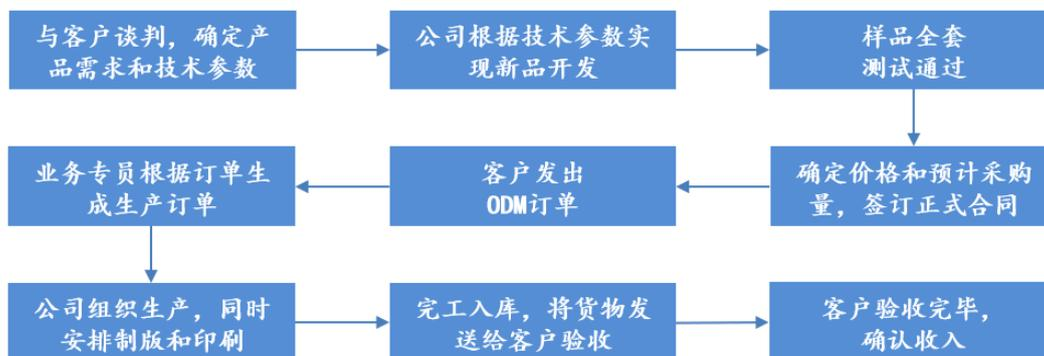 与客户谈判，确定产
品需求和技术参数
公司根据技术参数实
现新品开发
样品全套
测试通过
确定价格和预计采购
量，签订正式合同
客户发出
ODM订单
业务专员根据订单生
成生产订单
公司组织生产，同时
安排制版和印刷
完工入库，将货物发
送给客户验收
客户验收完毕，
确认收入